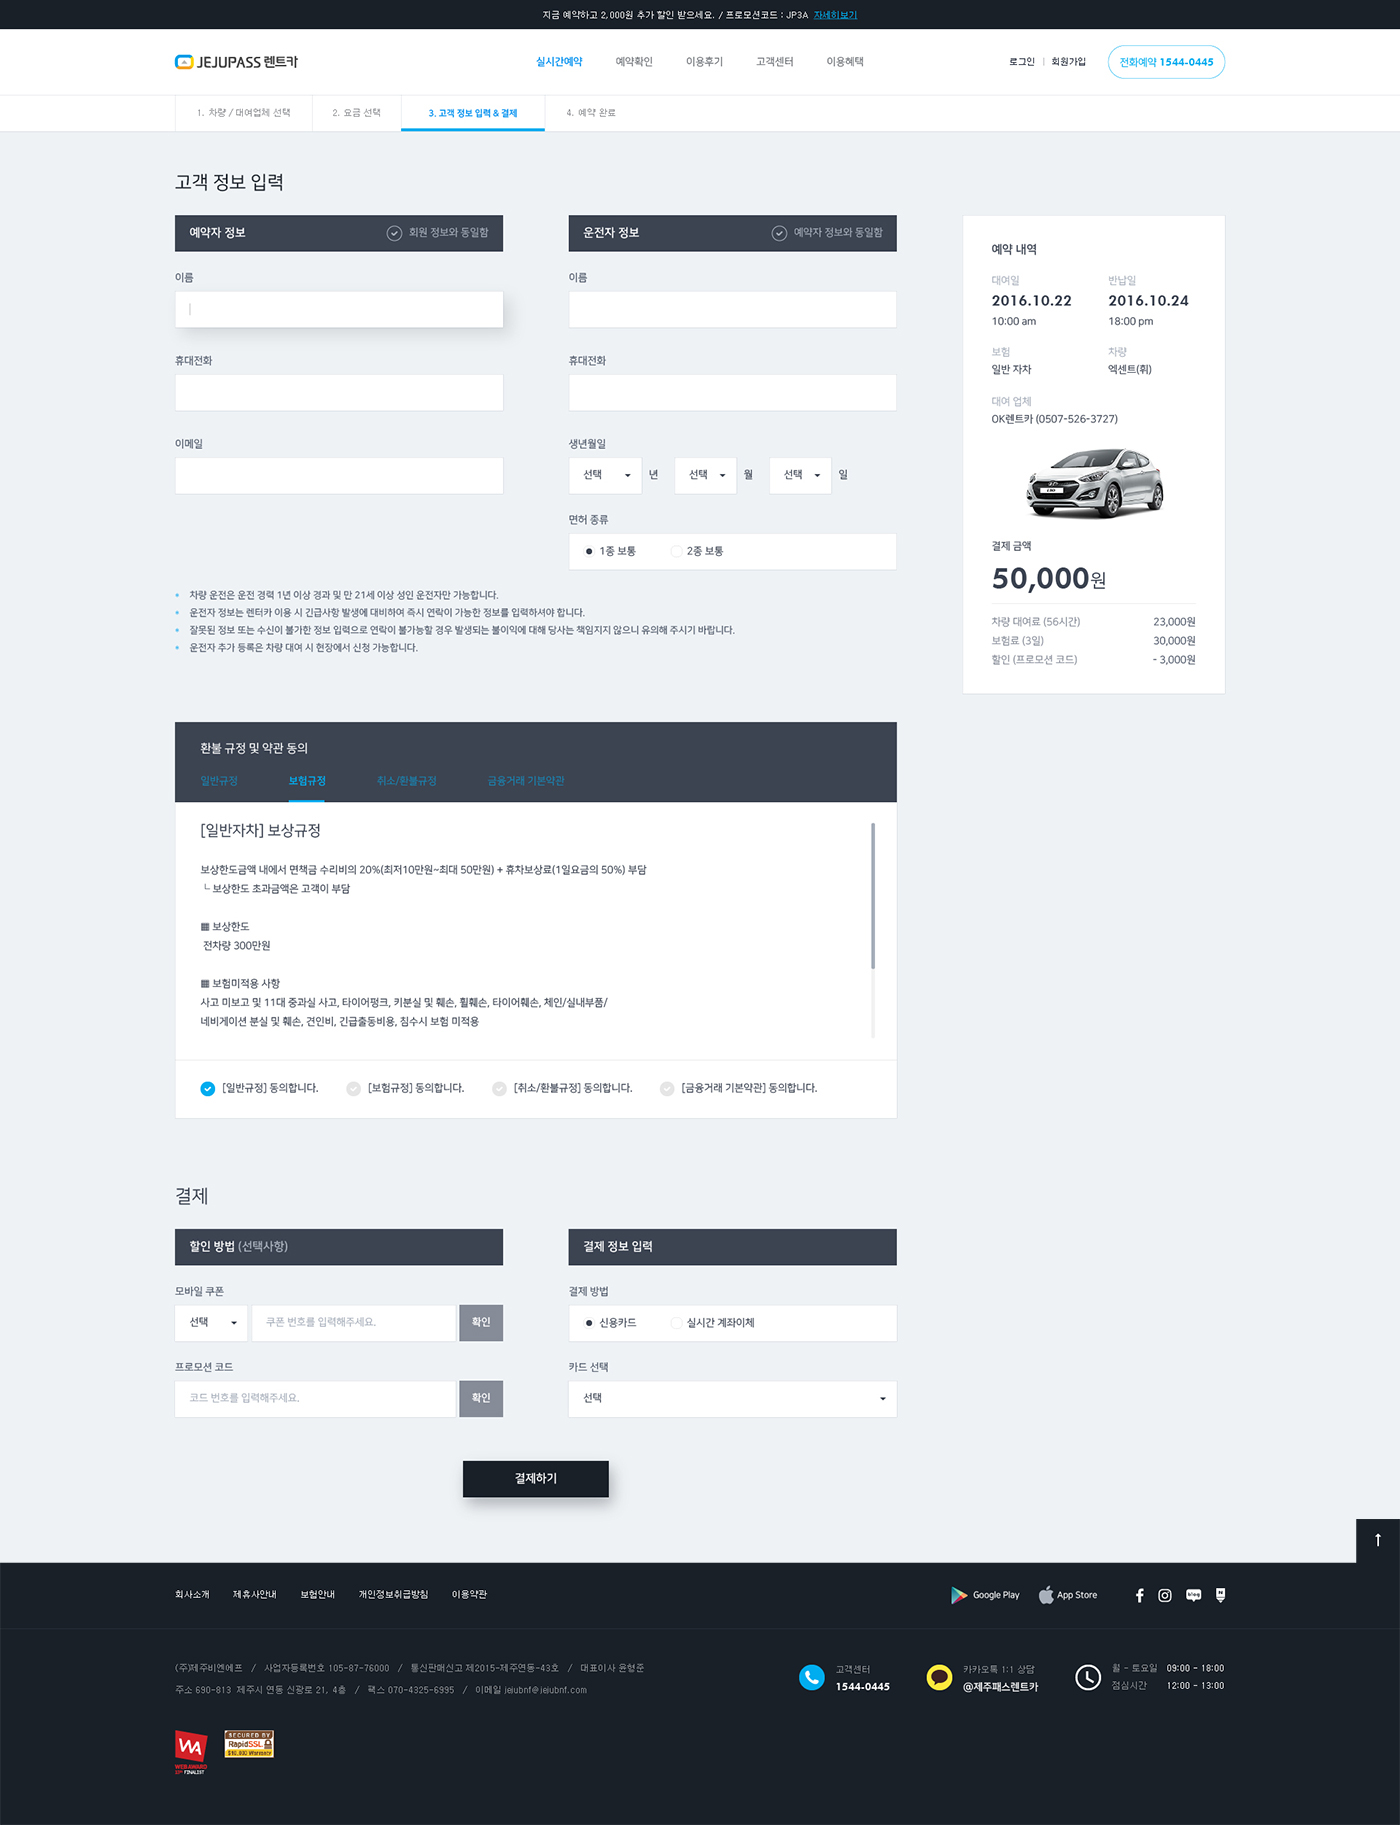 지금 예약하고 2,000원 추가 할인 받으세요. / 프로모션코드 : JP3A 자세히보기
JEJUPASS 렌트카
실시간예약 예약확인 이용후기 고객센터 이용혜택
로그인 | 회원가입
전화예약 1544-0445
1. 차량 / 대여업체 선택
2. 요금 선택
3. 고객 정보 입력 & 결제
4. 예약 완료
고객 정보 입력
예약자 정보
회원 정보와 동일함
이름
휴대전화
이메일
운전자 정보
예약자 정보와 동일함
이름
휴대전화
생년월일
선택 년 선택 월 선택 일
면허 종류
1종 보통 2종 보통
예약 내역
대여일 반납일
2016.10.22 2016.10.24
10:00 am 18:00 pm
보험 차량
일반 자차 엑센트(휘)
대여 업체
OK렌트카 (0507-526-3727)
결제 금액
50,000원
차량 대여료 (56시간) 23,000원
보험료 (3일) 30,000원
할인 (프로모션 코드) - 3,000원
차량 운전은 운전 경력 1년 이상 경과 및 만 21세 이상 성인 운전자만 가능합니다.
운전자 정보는 렌터카 이용 시 긴급사항 발생에 대비하여 즉시 연락이 가능한 정보를 입력하셔야 합니다.
잘못된 정보 또는 수신이 불가한 정보 입력으로 연락이 불가능할 경우 발생되는 불이익에 대해 당사는 책임지지 않으니 유의해 주시기 바랍니다.
운전자 추가 등록은 차량 대여 시 현장에서 신청 가능합니다.
환불 규정 및 약관 동의
일반규정 보험규정 취소/환불규정 금융거래 기본약관
[일반자차] 보상규정
보상한도금액 내에서 면책금 수리비의 20%(최저10만원~최대 50만원) + 휴차보상료(1일요금의 50%) 부담
└ 보상한도 초과금액은 고객이 부담
▦ 보상한도
전차량 300만원
▦ 보험미적용 사항
사고 미보고 및 11대 중과실 사고, 타이어펑크, 키분실 및 훼손, 휠훼손, 타이어훼손, 체인/실내부품/
네비게이션 분실 및 훼손, 견인비, 긴급출동비용, 침수시 보험 미적용
[일반규정] 동의합니다. [보험규정] 동의합니다. [취소/환불규정] 동의합니다. [금융거래 기본약관] 동의합니다.
결제
할인 방법 (선택사항)
모바일 쿠폰
선택 쿠폰 번호를 입력해주세요. 확인
프로모션 코드
코드 번호를 입력해주세요. 확인
결제 정보 입력
결제 방법
신용카드 실시간 계좌이체
카드 선택
선택
결제하기
↑
회사소개 제휴사안내 보험안내 개인정보취급방침 이용약관
Google Play App Store
blog
N
(주)제주비엔에프 / 사업자등록번호 105-87-76000 / 통신판매신고 제2015-제주연동-43호 / 대표이사 윤형준
주소 690-813 제주시 연동 신광로 21, 4층 / 팩스 070-4325-6995 / 이메일 jejubnf@jejubnf.com
고객센터
1544-0445
카카오톡 1:1 상담
@제주패스렌트카
월 - 토요일 09:00 - 18:00
점심시간 12:00 - 13:00
WA
WEB AWARD
FINALIST
SECURED BY
RapidSSL
$10,000 Warranty